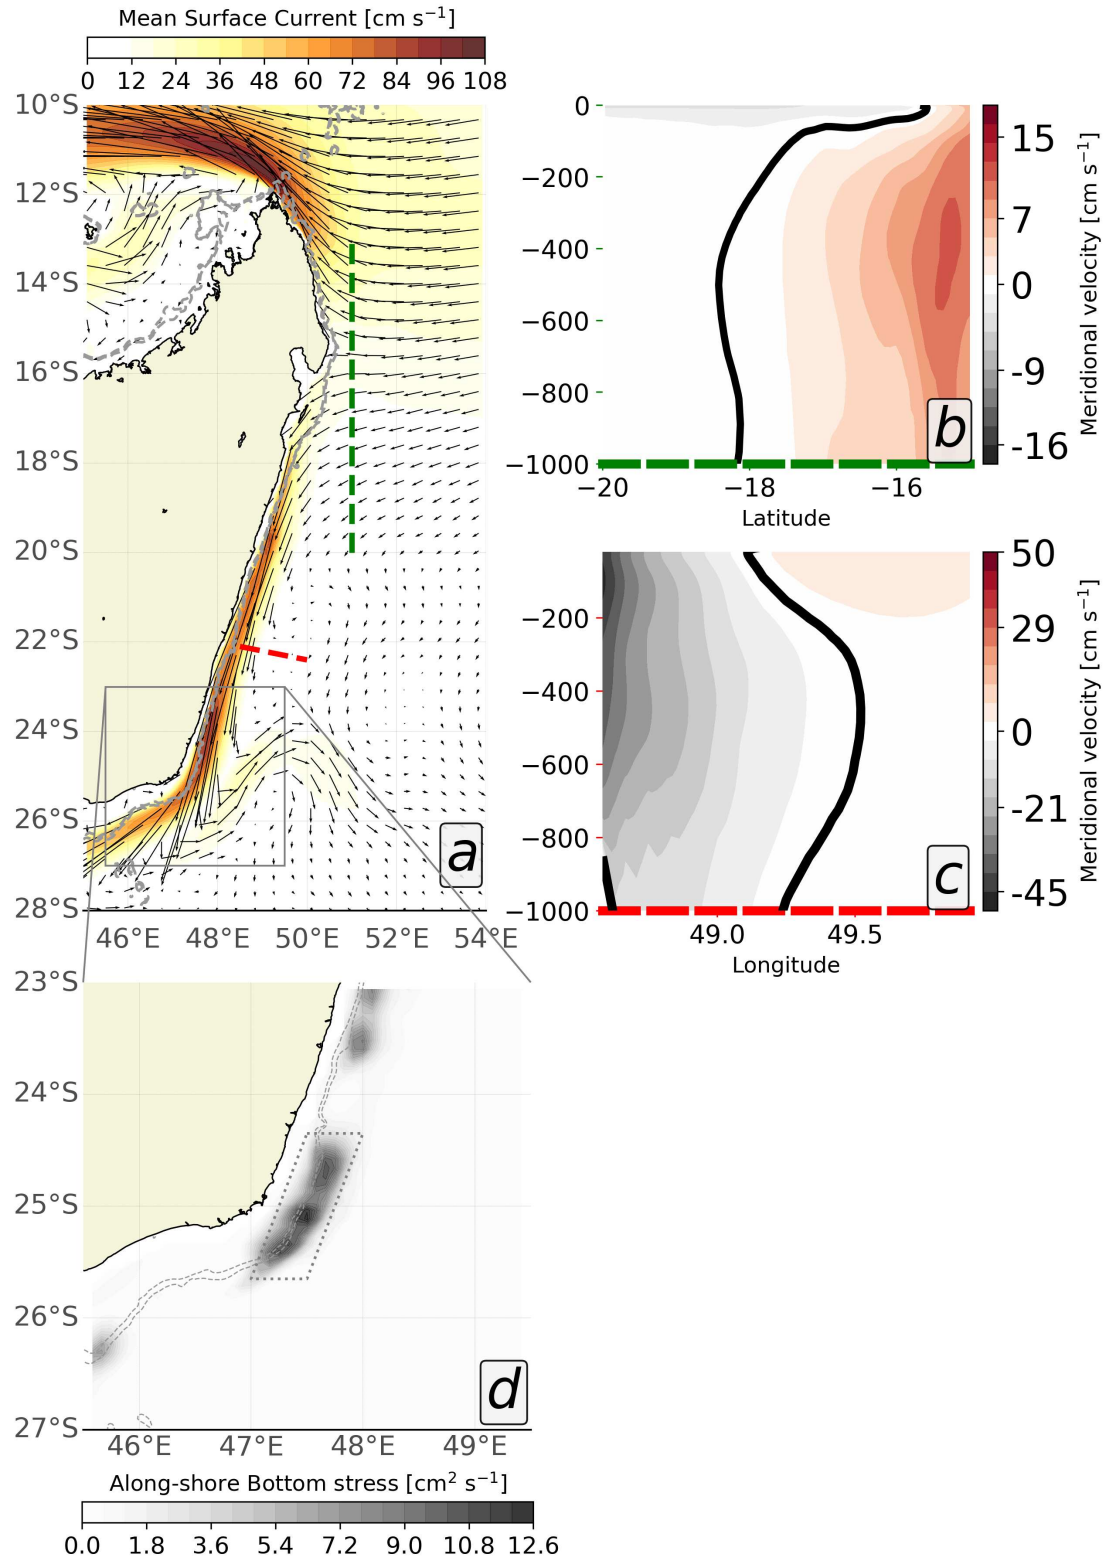 Mean Surface Current [cm s⁻¹]
0 12 24 36 48 60 72 84 96 108
10°S
12°S
14°S
16°S
18°S
20°S
22°S
24°S
26°S
28°S
46°E 48°E 50°E 52°E 54°E
a
0
−200
−400
−600
−800
−1000
−20 −18 −16
Latitude
b
15
7
0
-9
-16
Meridional velocity [cm s⁻¹]
−200
−400
−600
−800
−1000
49.0 49.5
Longitude
c
50
29
0
-21
-45
Meridional velocity [cm s⁻¹]
23°S
24°S
25°S
26°S
27°S
46°E 47°E 48°E 49°E
d
Along-shore Bottom stress [cm² s⁻¹]
0.0 1.8 3.6 5.4 7.2 9.0 10.8 12.6